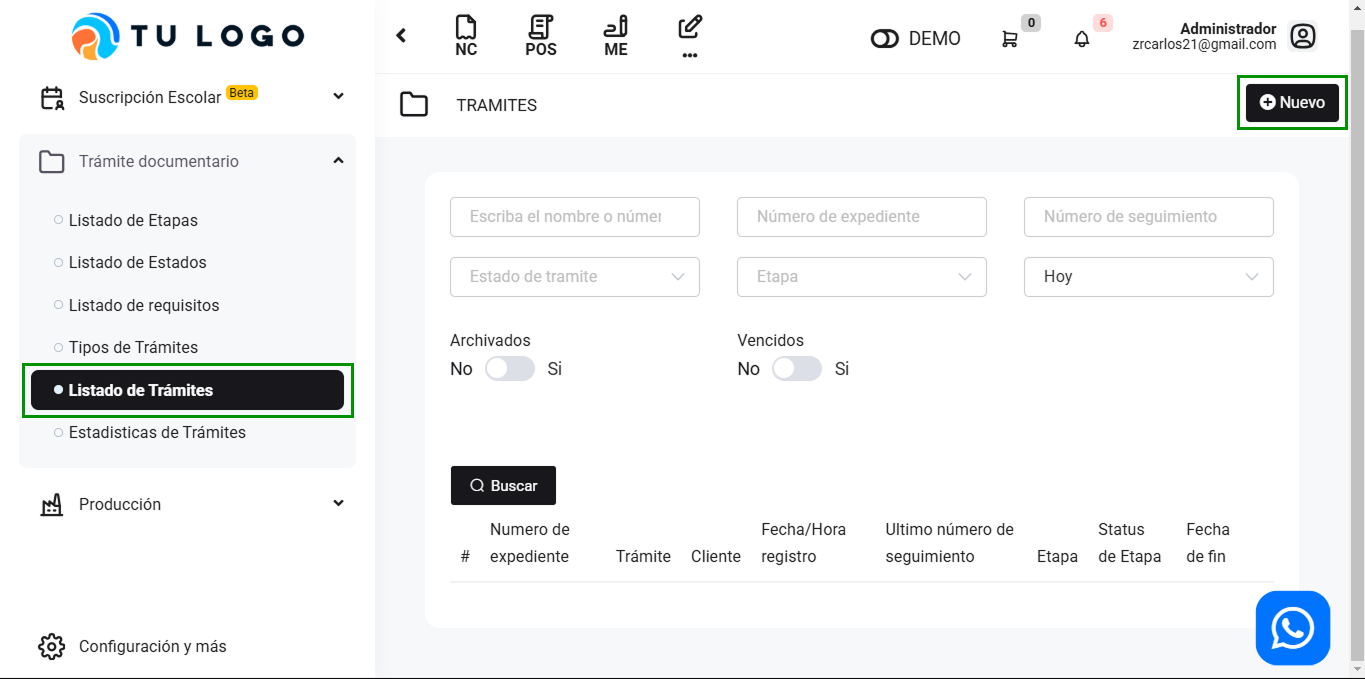 TU LOGO
Suscripción Escolar Beta
Trámite documentario
Listado de Etapas
Listado de Estados
Listado de requisitos
Tipos de Trámites
Listado de Trámites
Estadisticas de Trámites
Producción
Configuración y más
NC
POS
ME
...
DEMO
0
6
Administrador
zrcarlos21@gmail.com
TRAMITES
Nuevo
Escriba el nombre o númer
Número de expediente
Número de seguimiento
Estado de tramite
Etapa
Hoy
Archivados
No Si
Vencidos
No Si
Buscar
#
Numero de
expediente
Trámite
Cliente
Fecha/Hora
registro
Ultimo número de
seguimiento
Etapa
Status
de Etapa
Fecha
de fin